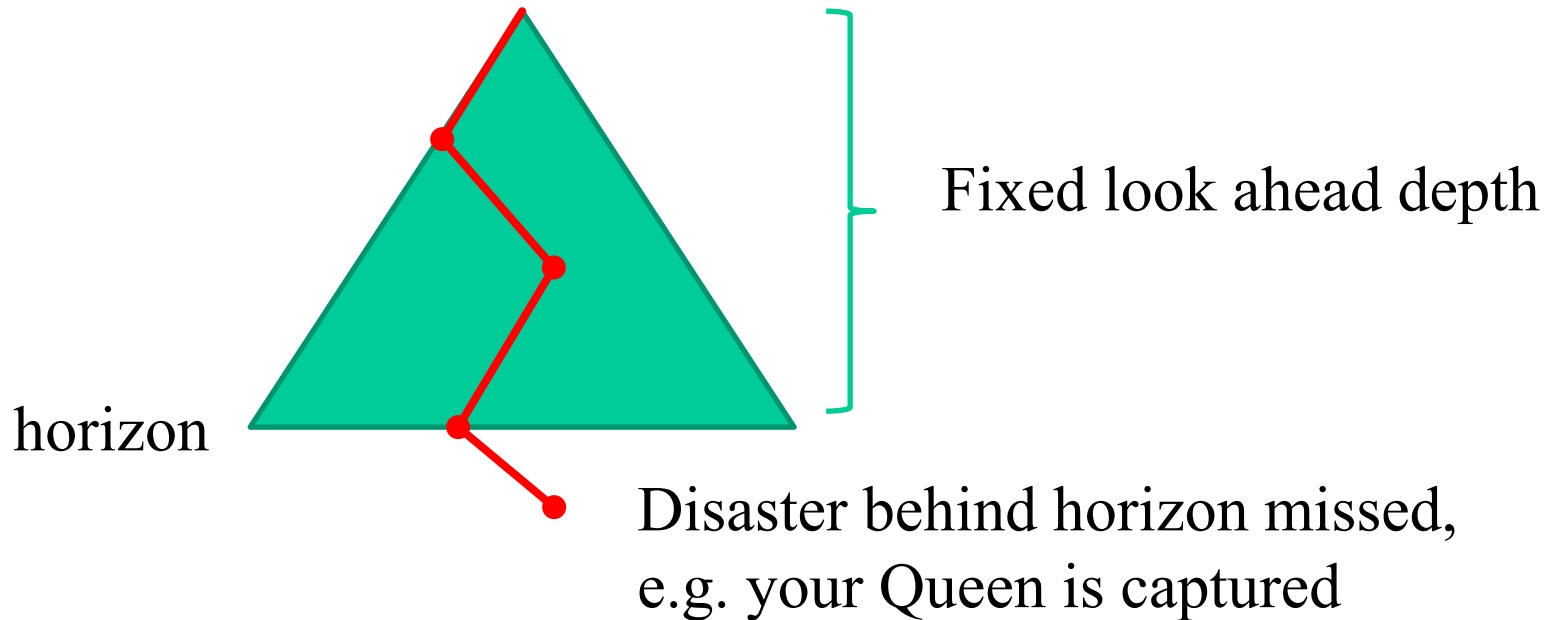 Fixed look ahead depth
horizon
Disaster behind horizon missed,
e.g. your Queen is captured